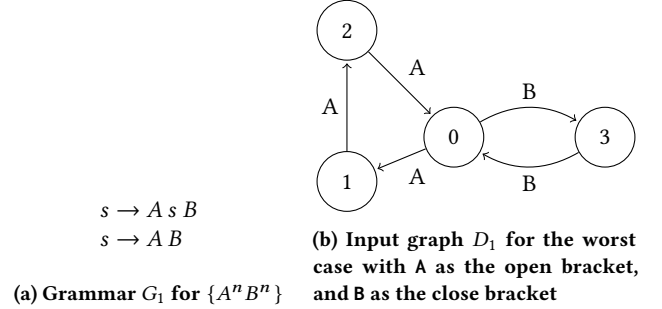 2
A
A
B
0
3
1
A
B
s → A s B
s → A B
(a) Grammar G₁ for {AⁿBⁿ}
(b) Input graph D₁ for the worst
case with A as the open bracket,
and B as the close bracket